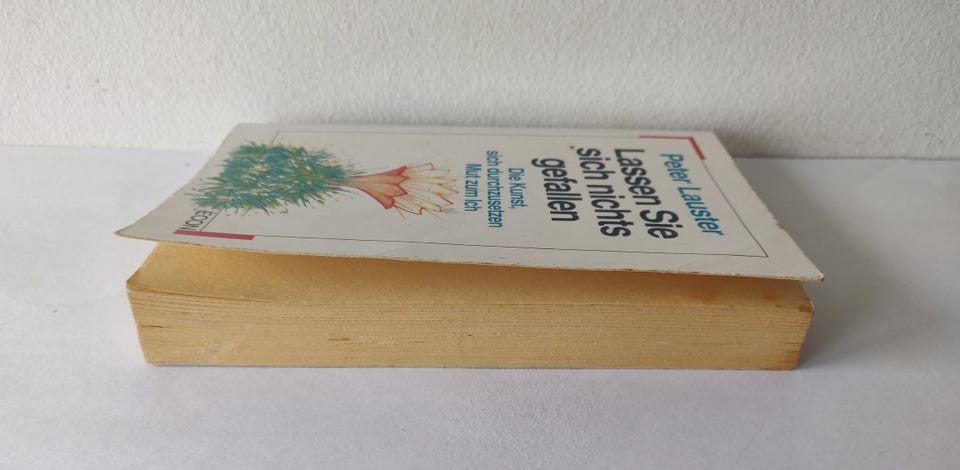 Peter Lauster
Lassen Sie
sich nichts
gefallen
Die Kunst,
sich durchzusetzen
Mut zum Ich
ECON